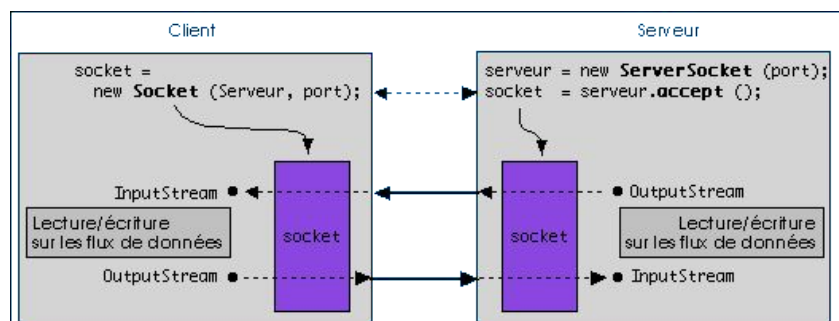 Client
Serveur
socket =
new Socket (Serveur, port);
serveur = new ServerSocket (port);
socket = serveur.accept ();
InputStream
OutputStream
Lecture/écriture
sur les flux de données
socket
socket
Lecture/écriture
sur les flux de données
OutputStream
InputStream